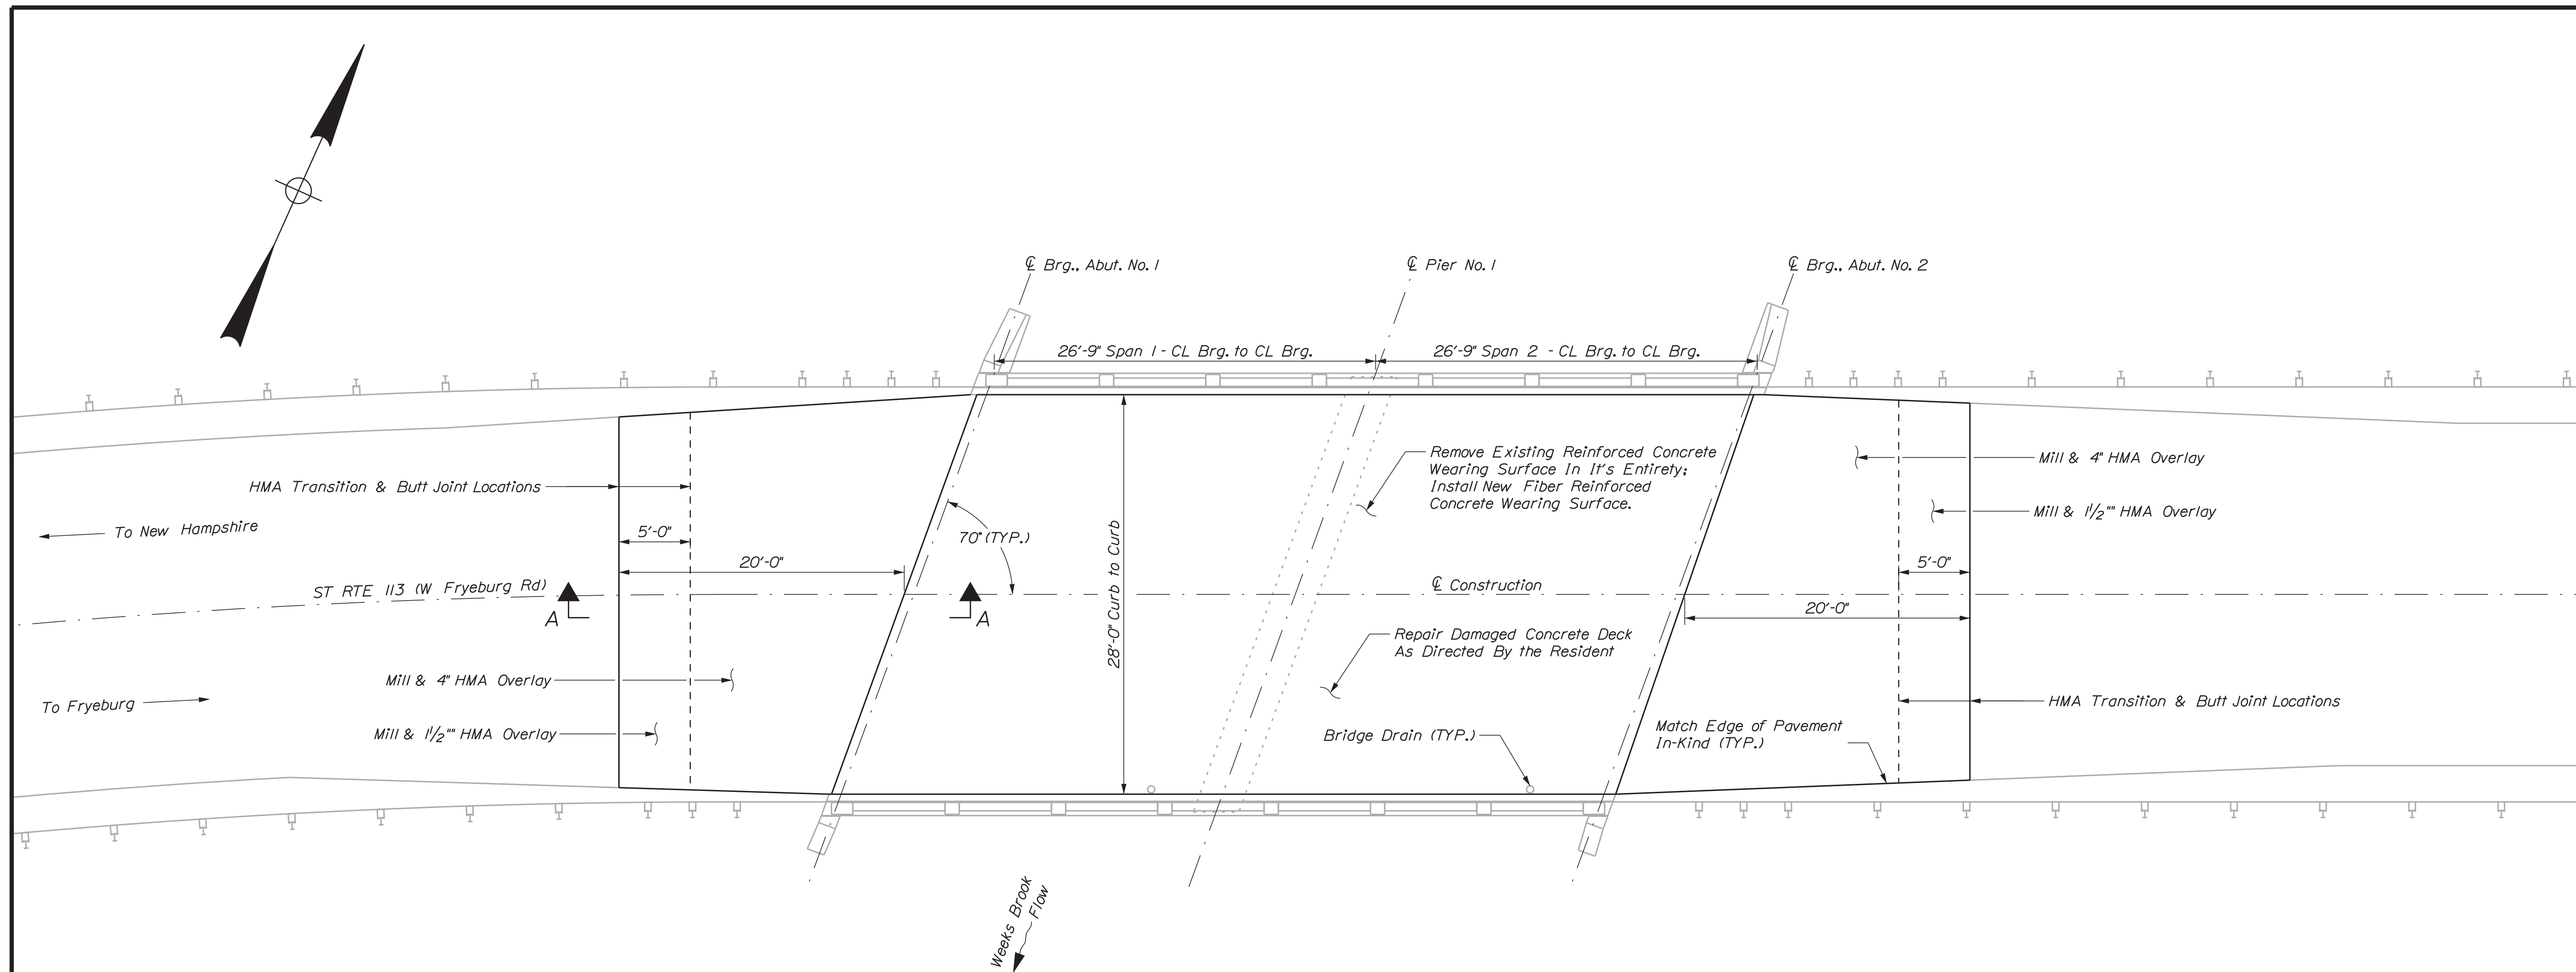 ℄ Brg., Abut. No. 1
℄ Pier No. 1
℄ Brg., Abut. No. 2
26'-9" Span 1 - CL Brg. to CL Brg.
26'-9" Span 2 - CL Brg. to CL Brg.
Remove Existing Reinforced Concrete
Wearing Surface In It's Entirety;
Install New Fiber Reinforced
Concrete Wearing Surface.
Mill & 4" HMA Overlay
HMA Transition & Butt Joint Locations
Mill & 1½"" HMA Overlay
To New Hampshire
5'-0"
70° (TYP.)
28'-0" Curb to Curb
20'-0"
5'-0"
ST RTE 113 (W Fryeburg Rd)
℄ Construction
A
A
20'-0"
Repair Damaged Concrete Deck
As Directed By the Resident
Mill & 4" HMA Overlay
HMA Transition & Butt Joint Locations
To Fryeburg
Mill & 1½"" HMA Overlay
Bridge Drain (TYP.)
Match Edge of Pavement
In-Kind (TYP.)
Weeks Brook
Flow